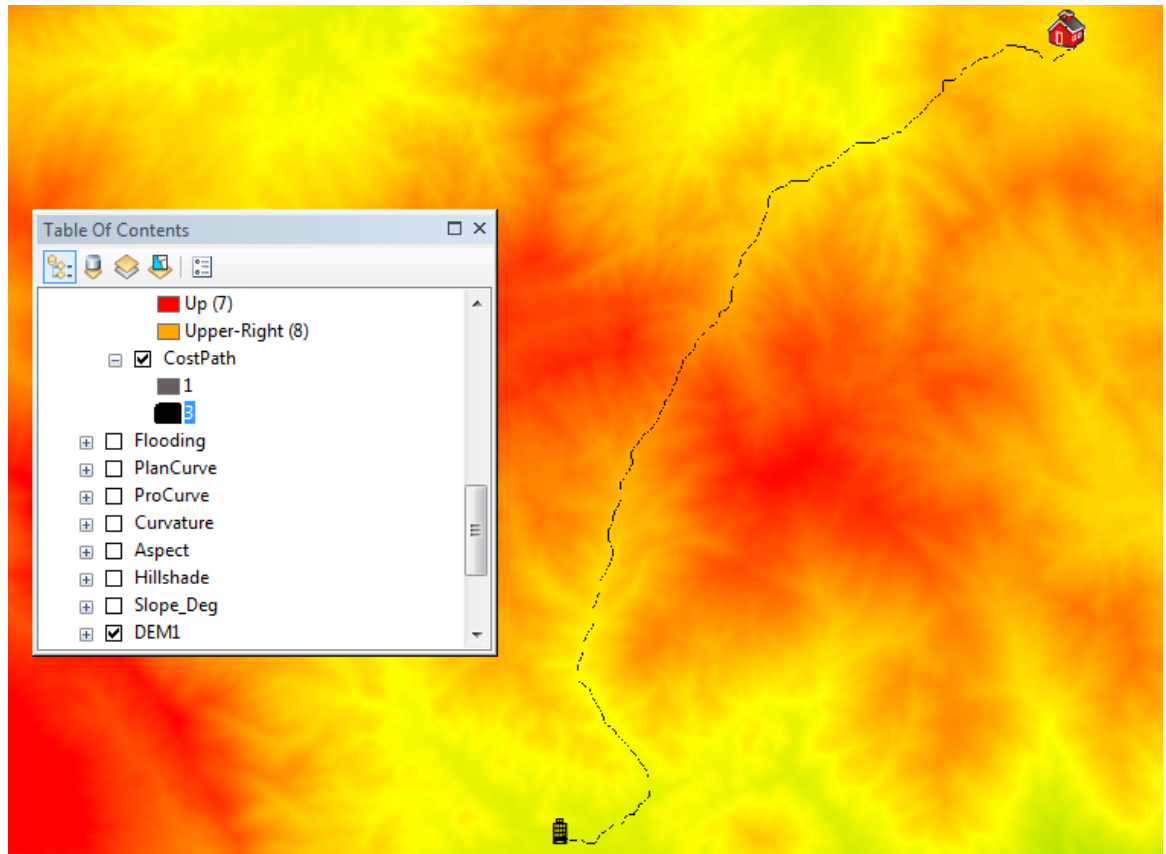 Table Of Contents
Up (7)
Upper-Right (8)
CostPath
1
3
Flooding
PlanCurve
ProCurve
Curvature
Aspect
Hillshade
Slope_Deg
DEM1